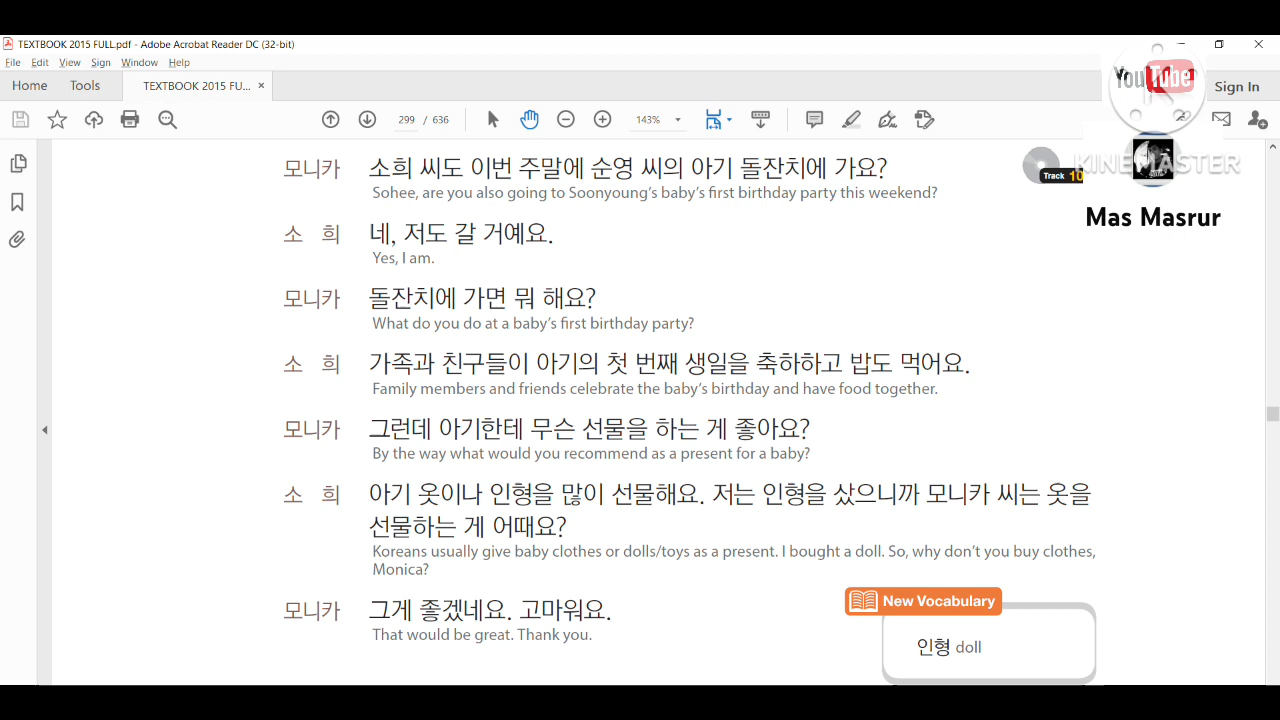 TEXTBOOK 2015 FULL.pdf - Adobe Acrobat Reader DC (32-bit)
File Edit View Sign Window Help
Home Tools TEXTBOOK 2015 FU... × Sign In
YouTube
299 / 636 143%
KINEMASTER
Mas Masrur
Track 10
모니카 소희 씨도 이번 주말에 순영 씨의 아기 돌잔치에 가요?
Sohee, are you also going to Soonyoung's baby's first birthday party this weekend?
소 희 네, 저도 갈 거예요.
Yes, I am.
모니카 돌잔치에 가면 뭐 해요?
What do you do at a baby's first birthday party?
소 희 가족과 친구들이 아기의 첫 번째 생일을 축하하고 밥도 먹어요.
Family members and friends celebrate the baby's birthday and have food together.
모니카 그런데 아기한테 무슨 선물을 하는 게 좋아요?
By the way what would you recommend as a present for a baby?
소 희 아기 옷이나 인형을 많이 선물해요. 저는 인형을 샀으니까 모니카 씨는 옷을
선물하는 게 어때요?
Koreans usually give baby clothes or dolls/toys as a present. I bought a doll. So, why don't you buy clothes,
Monica?
모니카 그게 좋겠네요. 고마워요.
That would be great. Thank you.
New Vocabulary
인형 doll